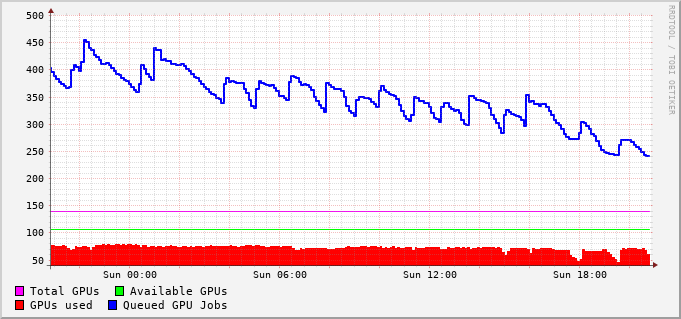 500
450
400
350
300
250
200
150
100
50
Sun 00:00 Sun 06:00 Sun 12:00 Sun 18:00
Total GPUs Available GPUs
GPUs used Queued GPU Jobs
RRDTOOL / TOBI OETIKER